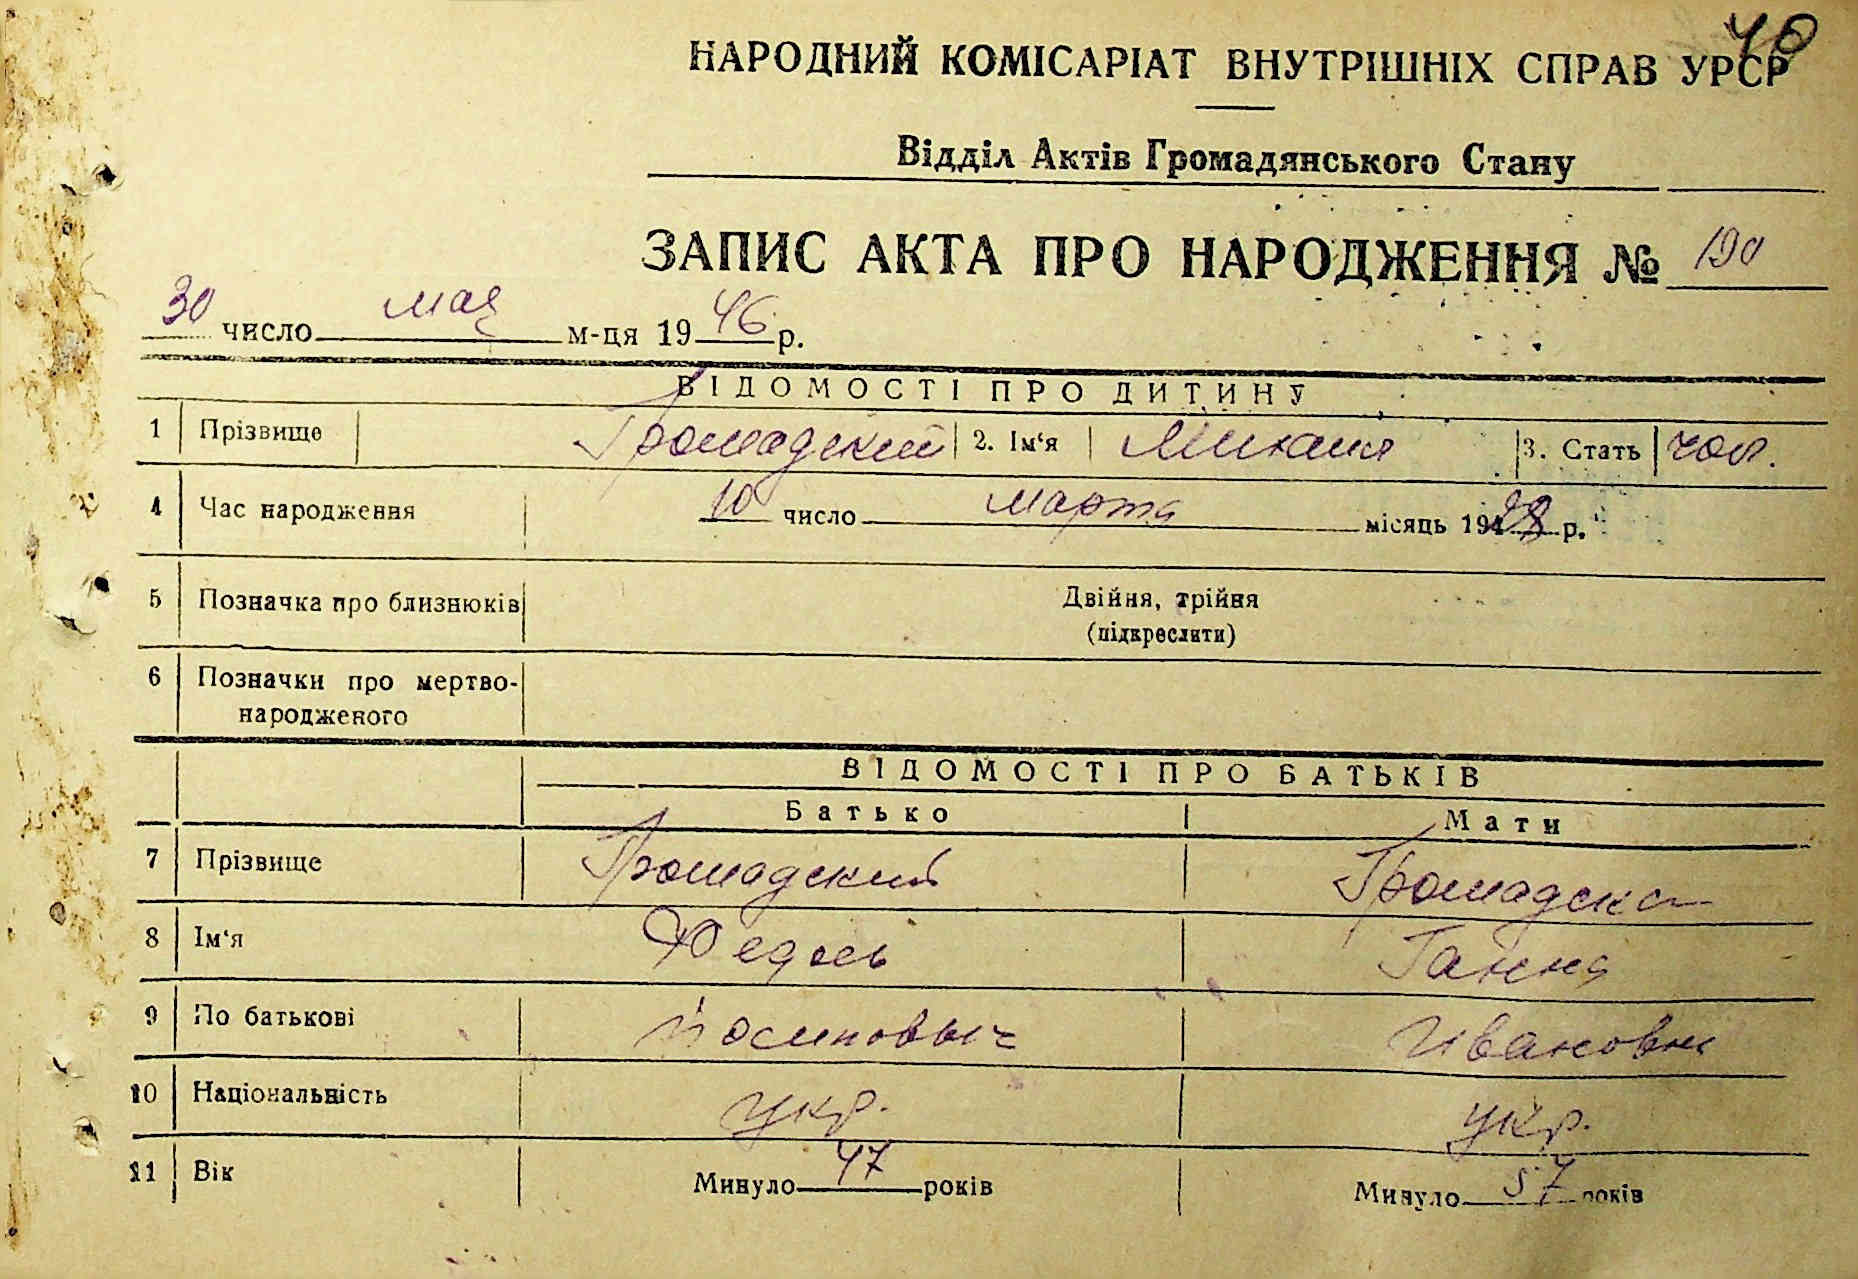 40
НАРОДНИЙ КОМІСАРІАТ ВНУТРІШНІХ СПРАВ УРСР
Відділ Актів Громадянського Стану
ЗАПИС АКТА ПРО НАРОДЖЕННЯ № 190
30 число мая м-ця 1946 р.
ВІДОМОСТІ ПРО ДИТИНУ
1 Прізвище Громадский 2. Ім'я Михаил 3. Стать чол.
4 Час народження 10 число марта місяць 19 р.
5 Позначка про близнюків Двійня, трійня
(підкреслити)
6 Позначки про мертво-
народженого
ВІДОМОСТІ ПРО БАТЬКІВ
Батько Мати
7 Прізвище Громадский Громадска
8 Ім'я Федось Ганна
9 По батькові Йосиповыч Ивановна
10 Національність укр. укр.
11 Вік Минуло 47 років Минуло 37 років